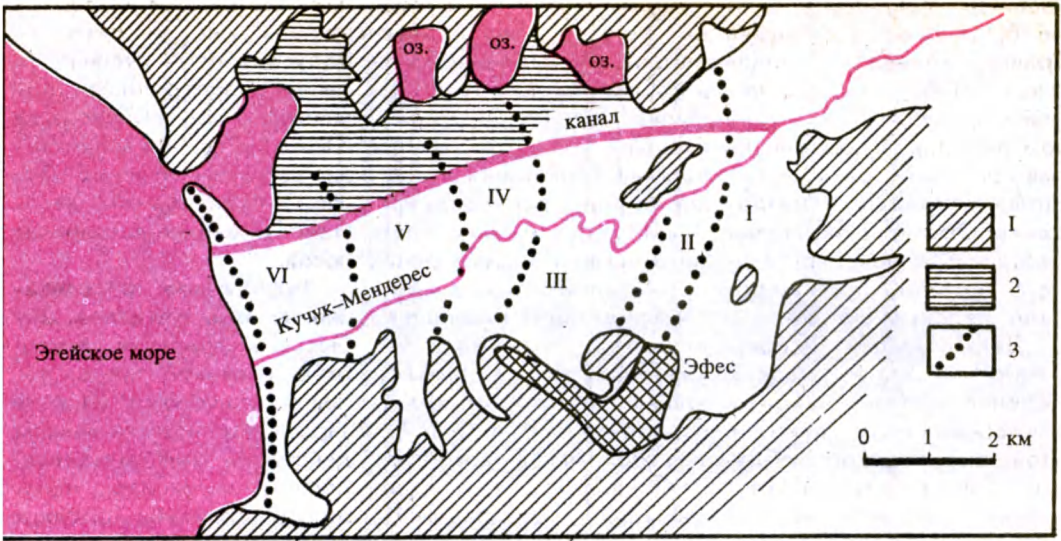 оз.
оз.
оз.
канал
I
IV
II
V
III
VI
Кучук–Мендерес
Эгейское море
Эфес
1
2
3
0 1 2 км